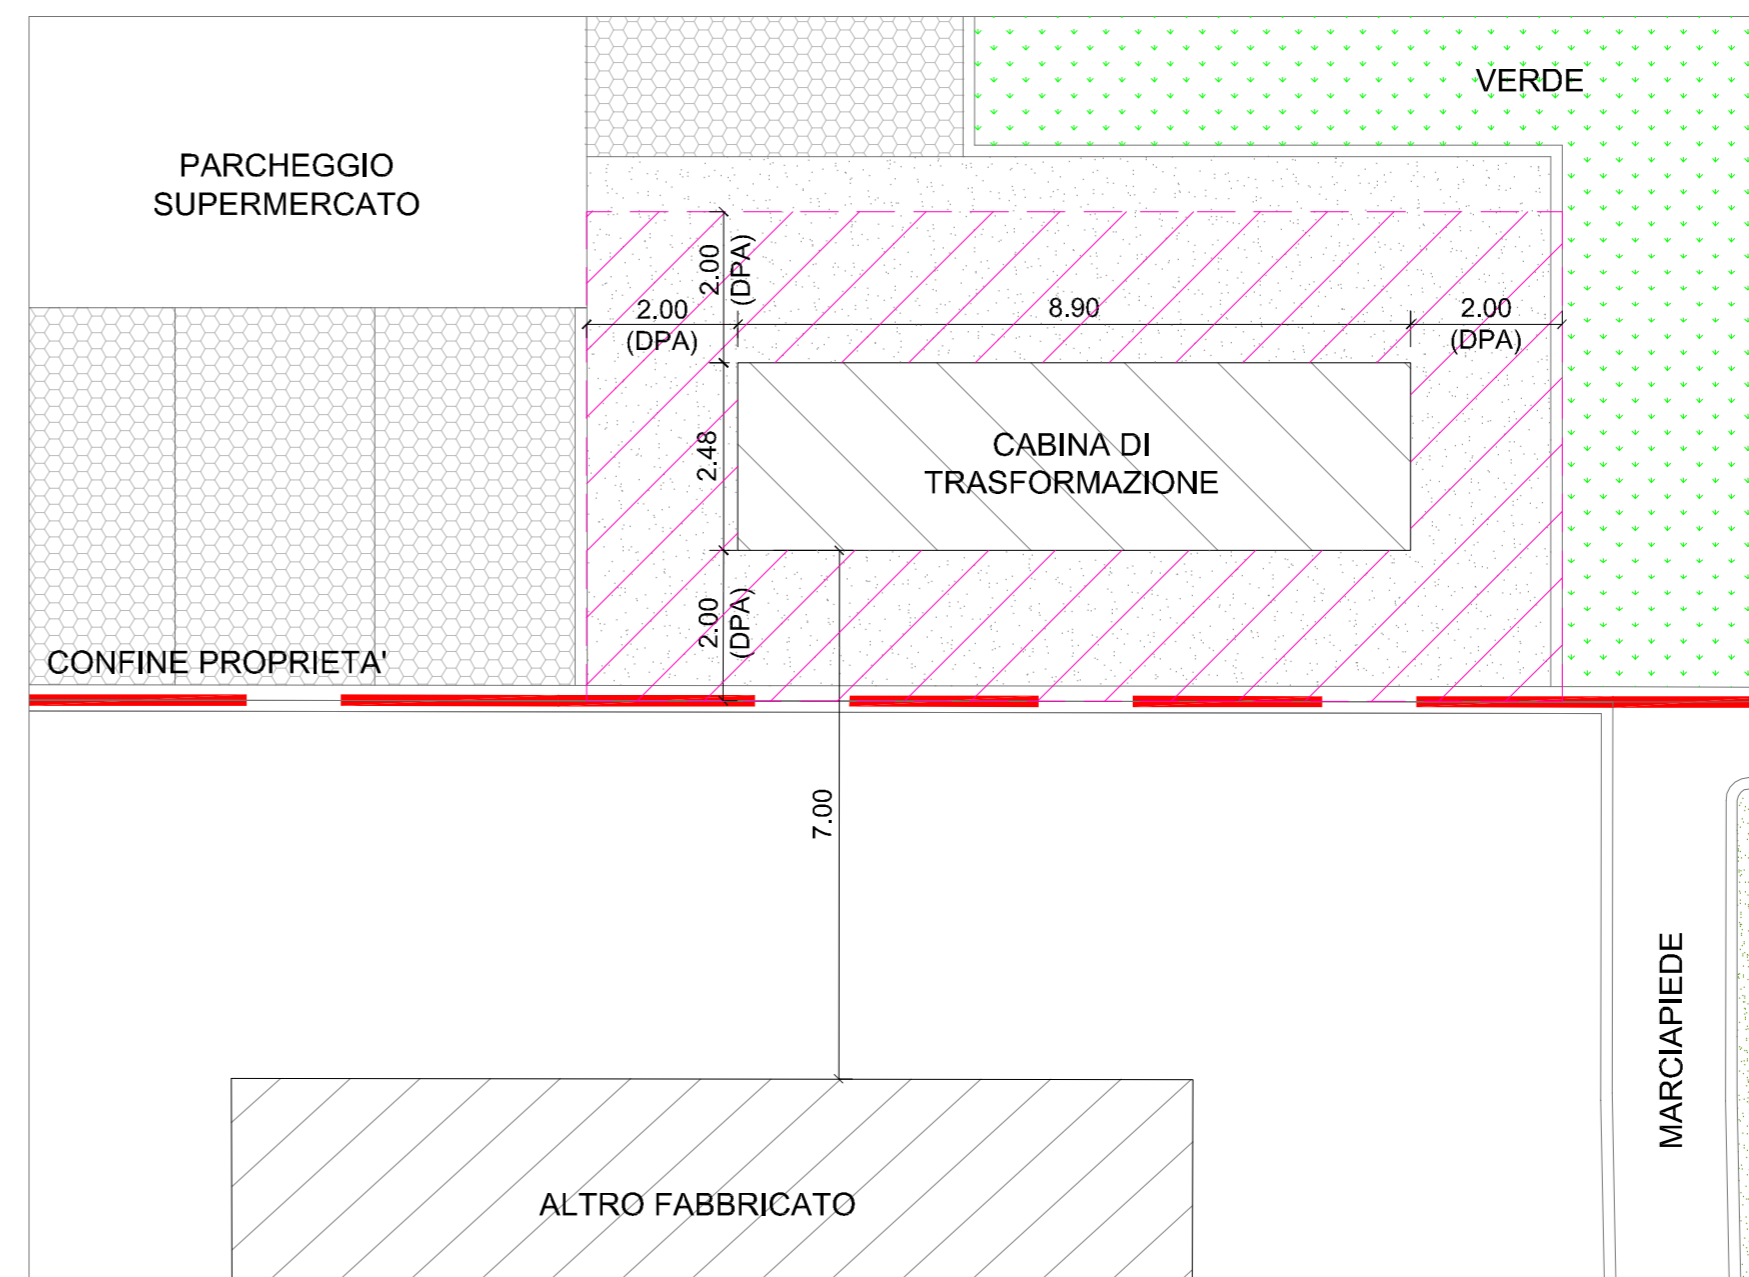 VERDE
PARCHEGGIO
SUPERMERCATO
2.00
(DPA)
2.00
(DPA)
8.90
2.00
(DPA)
2.48
CABINA DI
TRASFORMAZIONE
2.00
(DPA)
CONFINE PROPRIETA'
7.00
MARCIAPIEDE
ALTRO FABBRICATO